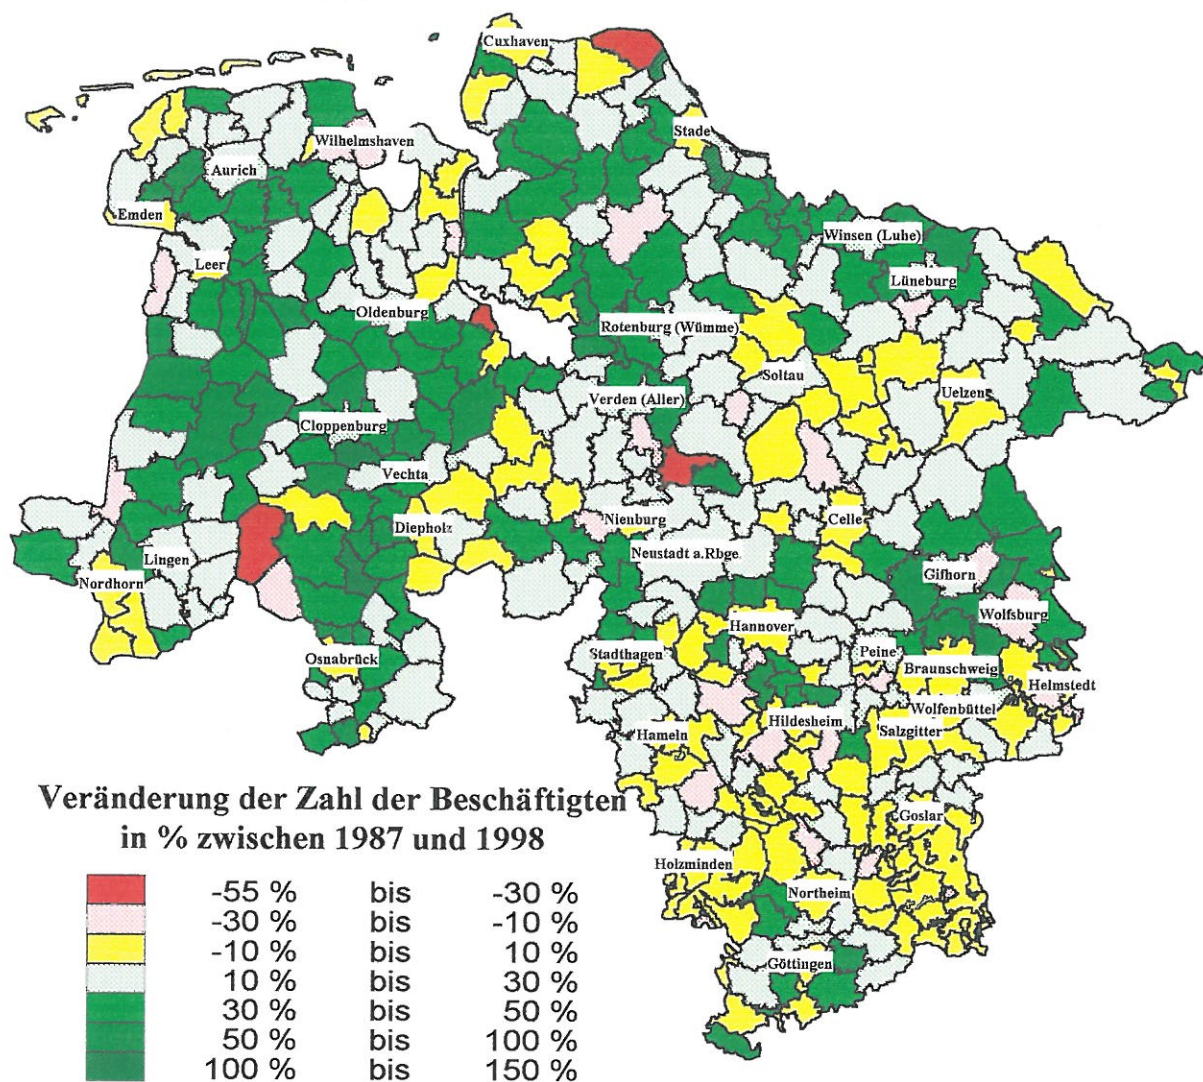 Cuxhaven
Stade
Wilhelmshaven
Aurich
Emden
Winsen (Luhe)
Leer
Lüneburg
Oldenburg
Rotenburg (Wümme)
Soltau
Uelzen
Verden (Aller)
Cloppenburg
Vechta
Nienburg
Celle
Diepholz
Neustadt a.Rbge.
Lingen
Gifhorn
Nordhorn
Wolfsburg
Hannover
Stadthagen
Peine
Osnabrück
Braunschweig
Helmstedt
Wolfenbüttel
Hildesheim
Salzgitter
Hameln
Goslar
Holzminden
Northeim
Göttingen
Veränderung der Zahl der Beschäftigten
in % zwischen 1987 und 1998
-55 % bis -30 %
-30 % bis -10 %
-10 % bis 10 %
10 % bis 30 %
30 % bis 50 %
50 % bis 100 %
100 % bis 150 %